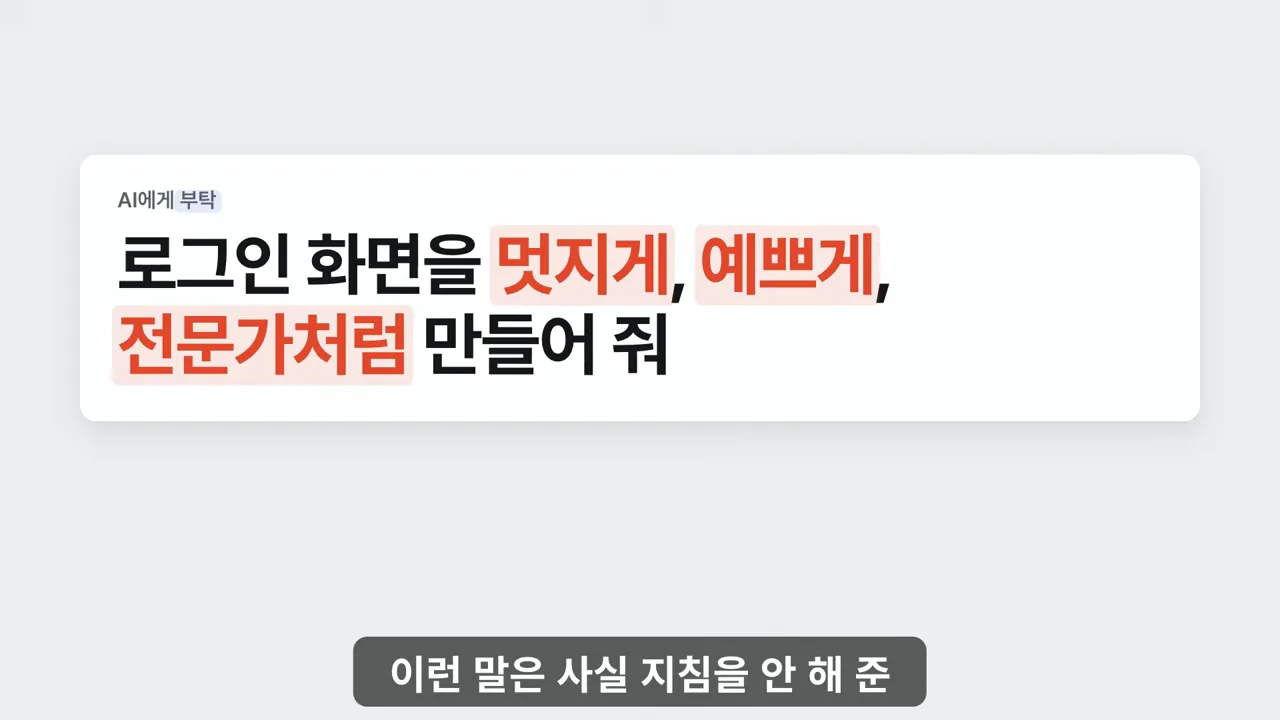 AI에게 부탁
로그인 화면을 멋지게, 예쁘게,
전문가처럼 만들어 줘
이런 말은 사실 지침을 안 해 준